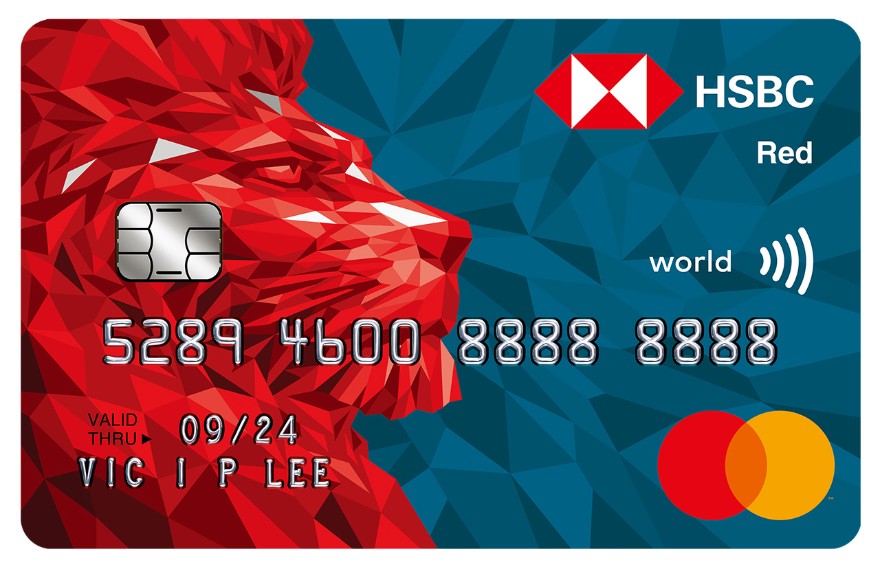 HSBC
Red
world
5289 4600 8888 8888
VALID
THRU
09/24
VIC I P LEE